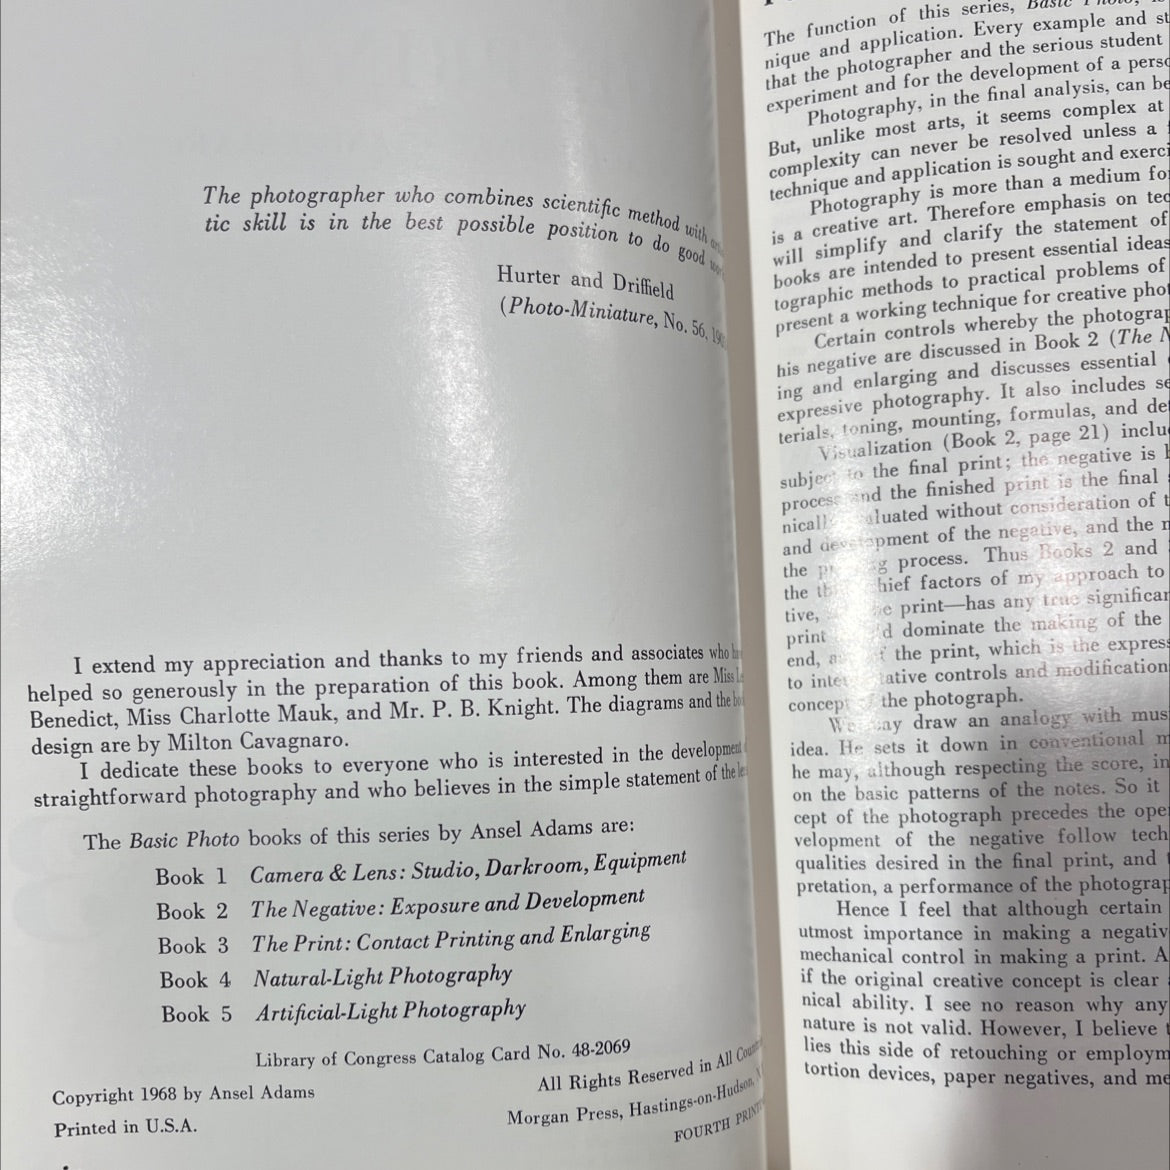 The photographer who combines scientific method with
tic skill is in the best possible position to do good
Hurter and Driffield
(Photo-Miniature, No. 56,
I extend my appreciation and thanks to my friends and associates who
helped so generously in the preparation of this book. Among them are Miss
Benedict, Miss Charlotte Mauk, and Mr. P. B. Knight. The diagrams and the
design are by Milton Cavagnaro.
I dedicate these books to everyone who is interested in the development
straightforward photography and who believes in the simple statement of the
The Basic Photo books of this series by Ansel Adams are:
Book 1 Camera & Lens: Studio, Darkroom, Equipment
Book 2 The Negative: Exposure and Development
Book 3 The Print: Contact Printing and Enlarging
Book 4 Natural-Light Photography
Book 5 Artificial-Light Photography
Library of Congress Catalog Card No. 48-2069
Copyright 1968 by Ansel Adams
All Rights Reserved in All
Printed in U.S.A.
Morgan Press, Hastings-on-Hudson,
FOURTH
The function of this series, Basic Photo,
nique and application. Every example and
that the photographer and the serious student
experiment and for the development of a
Photography, in the final analysis, can be
But, unlike most arts, it seems complex at
complexity can never be resolved unless a
technique and application is sought and
Photography is more than a medium
is a creative art. Therefore emphasis on
will simplify and clarify the statement of
books are intended to present essential ideas
tographic methods to practical problems of
present a working technique for creative
Certain controls whereby the
his negative are discussed in Book 2 (The
ing and enlarging and discusses essential
expressive photography. It also includes
terials, toning, mounting, formulas, and
Visualization (Book 2, page 21)
the final print; the negative is
process and the finished print is the final
without consideration of
and of the negative, and the
the process. Thus Books 2 and
the factors of my approach to
tive, print—has any true
print dominate the making of the
end, the print, which is the
to controls and
the photograph.
draw an analogy with
idea. He sets it down in conventional
he may, although respecting the score, in
on the basic patterns of the notes. So it
cept of the photograph precedes the
velopment of the negative follow
qualities desired in the final print, and
pretation, a performance of the
Hence I feel that although certain
utmost importance in making a
mechanical control in making a print.
if the original creative concept is clear
nical ability. I see no reason why any
nature is not valid. However, I believe
lies this side of retouching or
tortion devices, paper negatives, and